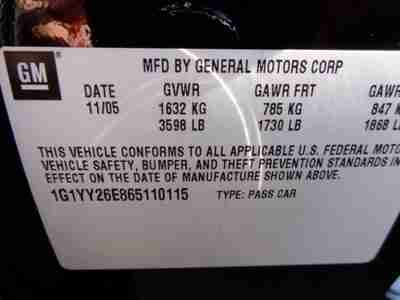 GM
MFD BY GENERAL MOTORS CORP
DATE GVWR GAWR FRT GAWR
11/05 1632 KG 785 KG 847 K
3598 LB 1730 LB 1868 LB
THIS VEHICLE CONFORMS TO ALL APPLICABLE U.S. FEDERAL MOTO
VEHICLE SAFETY, BUMPER, AND THEFT PREVENTION STANDARDS IN
EFFECT ON THE DATE OF MANUFACTURE SHOWN ABOVE.
1G1YY26E865110115 TYPE: PASS CAR